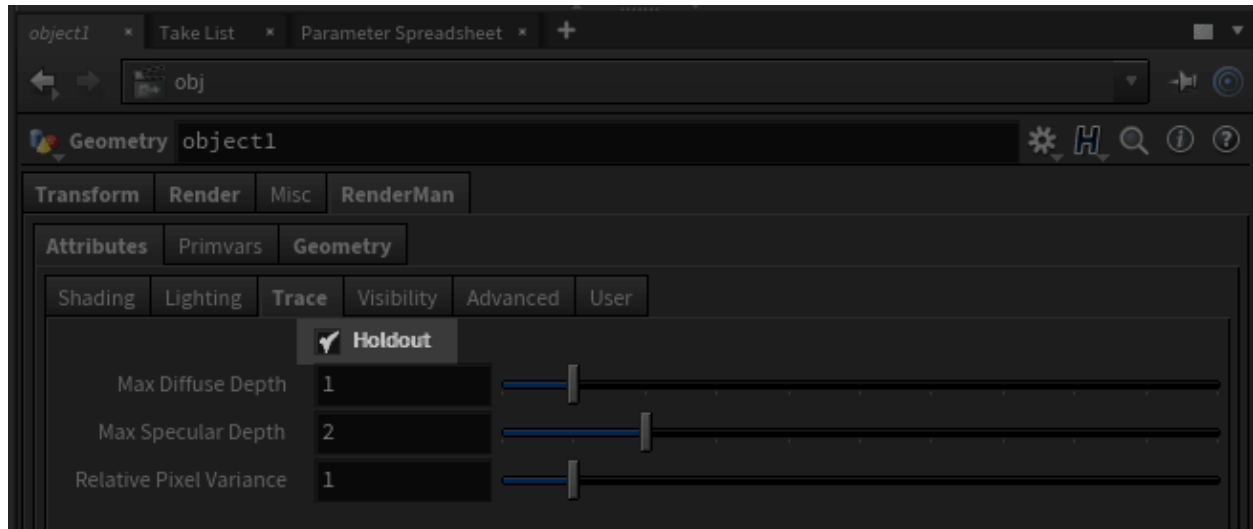 object1 × Take List × Parameter Spreadsheet × +
obj
Geometry object1
Transform Render Misc RenderMan
Attributes Primvars Geometry
Shading Lighting Trace Visibility Advanced User
Holdout
Max Diffuse Depth 1
Max Specular Depth 2
Relative Pixel Variance 1